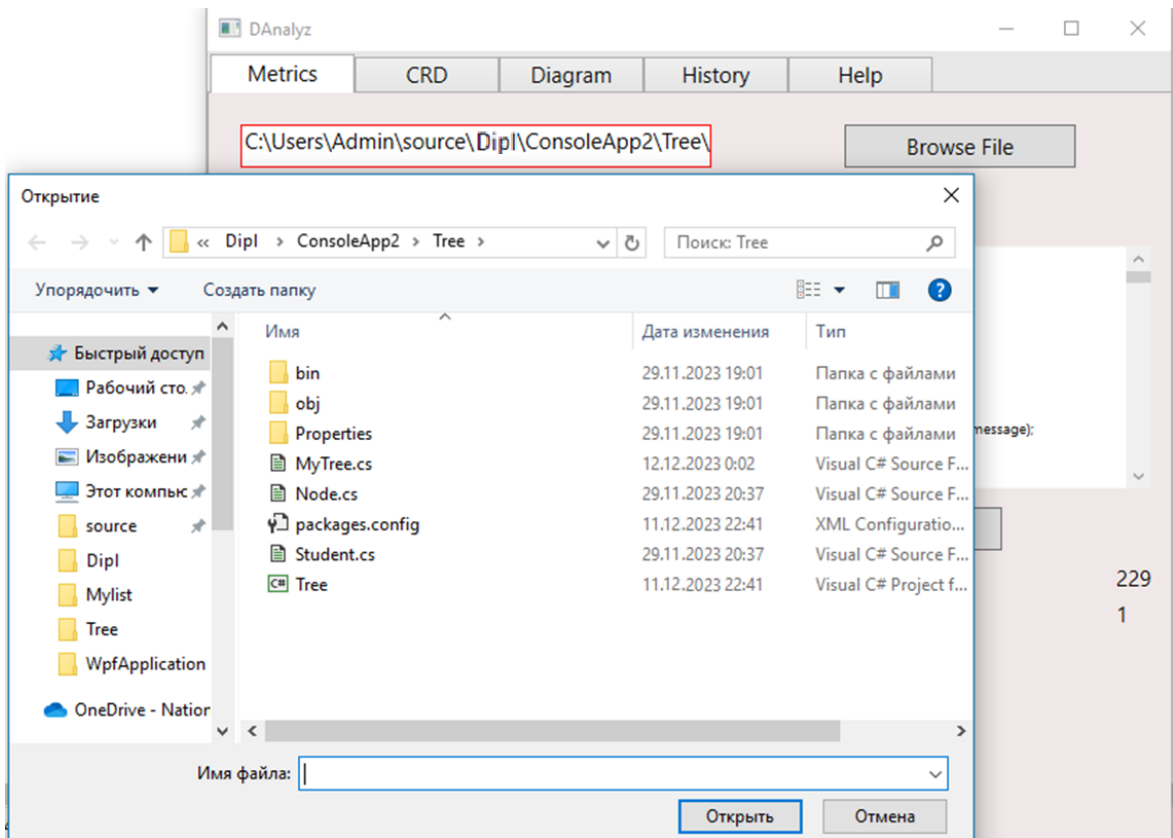 DAnalyz
Metrics CRD Diagram History Help
C:\Users\Admin\source\Dipl\ConsoleApp2\Tree\
Browse File
Открытие
« Dipl > ConsoleApp2 > Tree >
Поиск: Tree
Упорядочить
Создать папку
Имя Дата изменения Тип
Быстрый доступ
Рабочий сто.
Загрузки
Изображени
Этот компьюс
source
Dipl
Mylist
Tree
WpfApplication
OneDrive - Nation
bin 29.11.2023 19:01 Папка с файлами
obj 29.11.2023 19:01 Папка с файлами
Properties 29.11.2023 19:01 Папка с файлами
MyTree.cs 12.12.2023 0:02 Visual C# Source F...
Node.cs 29.11.2023 20:37 Visual C# Source F...
packages.config 11.12.2023 22:41 XML Configuratio...
Student.cs 29.11.2023 20:37 Visual C# Source F...
C# Tree 11.12.2023 22:41 Visual C# Project f...
message);
229
1
Имя файла:
Открыть Отмена